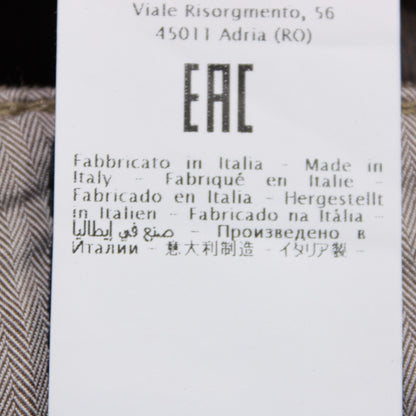 Viale Risorgmento, 56
45011 Adria (RO)
EAC
Fabbricato in Italia - Made in
Italy - Fabriqué en Italie -
Fabricado en Italia - Hergestellt
in Italien - Fabricado na Itália -
صنع في إيطاليا - Произведено в
Италии - 意大利制造 - イタリア製 -